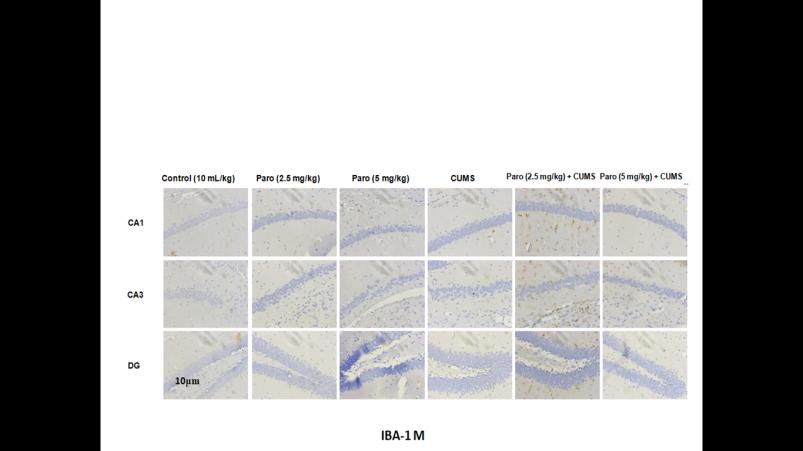 Control (10 mL/kg) Paro (2.5 mg/kg) Paro (5 mg/kg) CUMS Paro (2.5 mg/kg) + CUMS Paro (5 mg/kg) + CUMS
CA1
CA3
DG
10µm
IBA-1 M